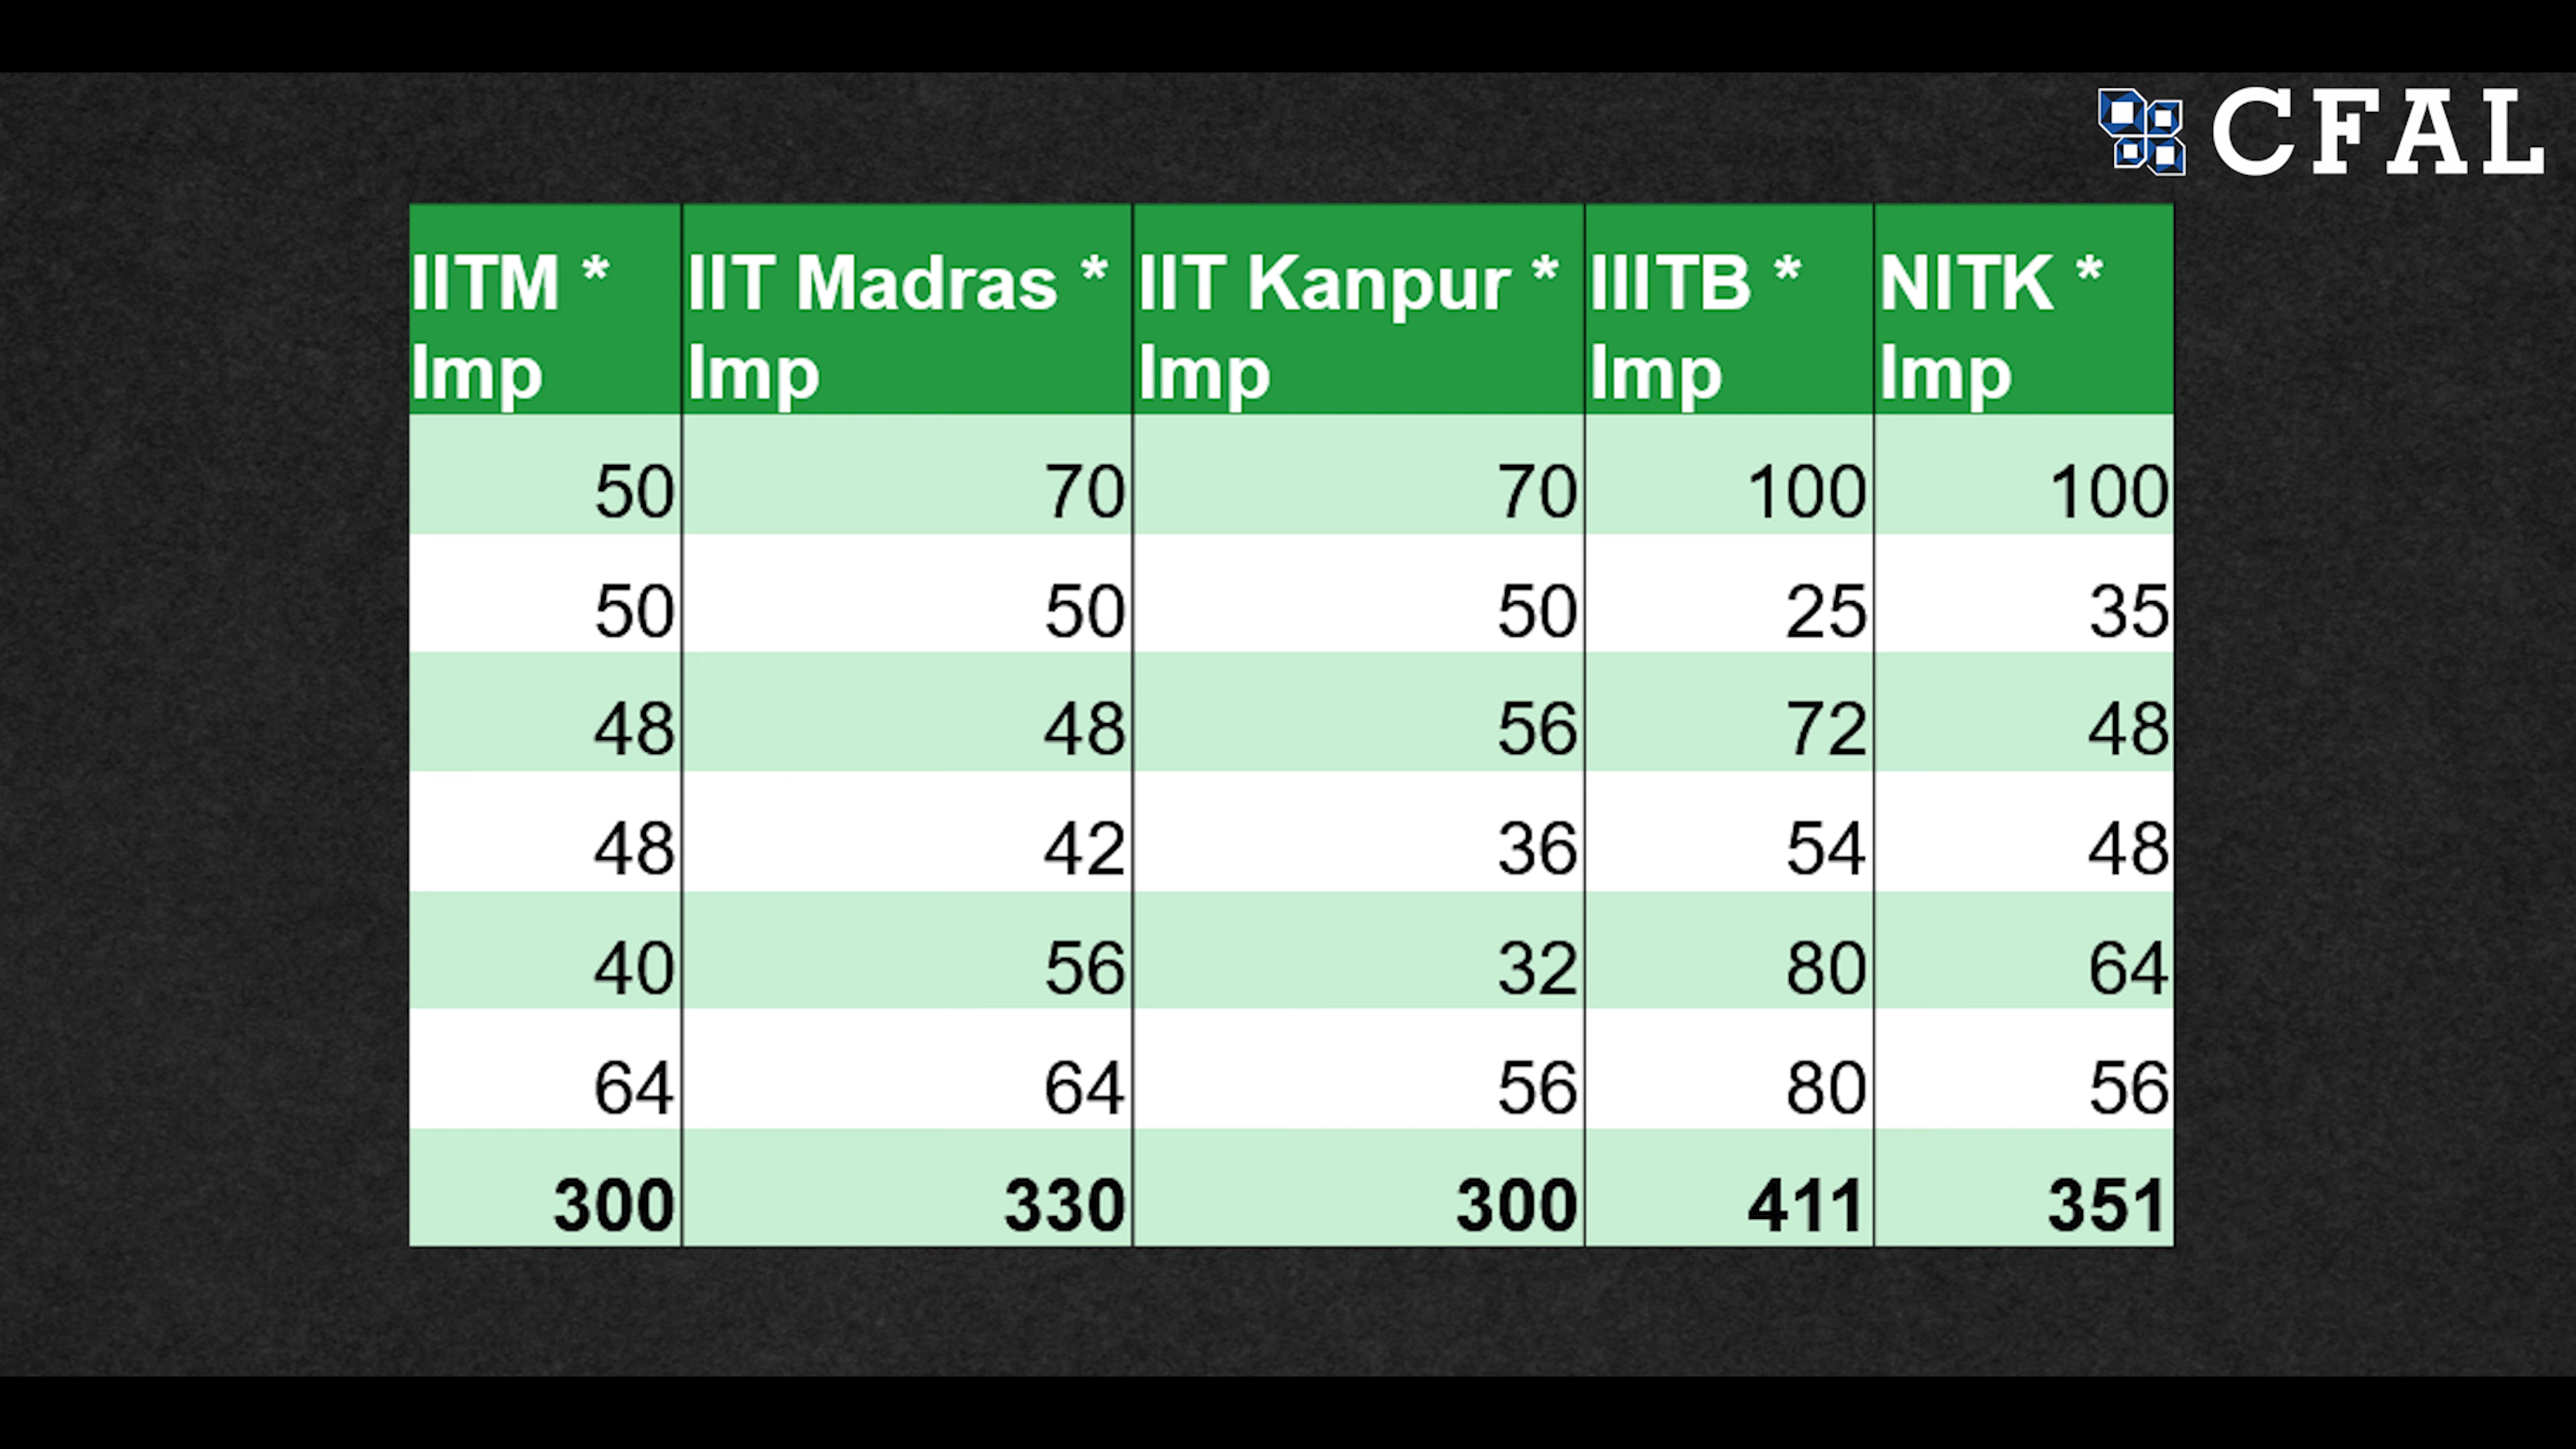 CFAL
IITM * Imp IIT Madras * Imp IIT Kanpur * Imp IIITB * Imp NITK * Imp
50 70 70 100 100
50 50 50 25 35
48 48 56 72 48
48 42 36 54 48
40 56 32 80 64
64 64 56 80 56
300 330 300 411 351